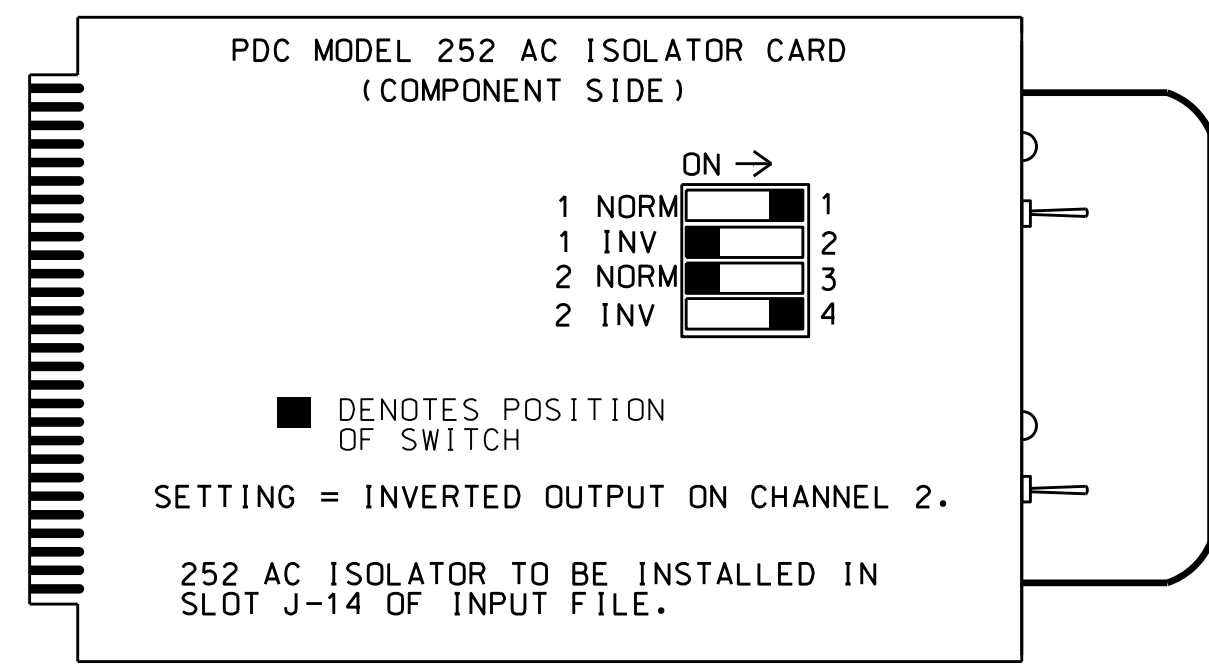 PDC MODEL 252 AC ISOLATOR CARD
(COMPONENT SIDE)
ON →
1 NORM 1
1 INV 2
2 NORM 3
2 INV 4
DENOTES POSITION
OF SWITCH
SETTING = INVERTED OUTPUT ON CHANNEL 2.
252 AC ISOLATOR TO BE INSTALLED IN
SLOT J-14 OF INPUT FILE.